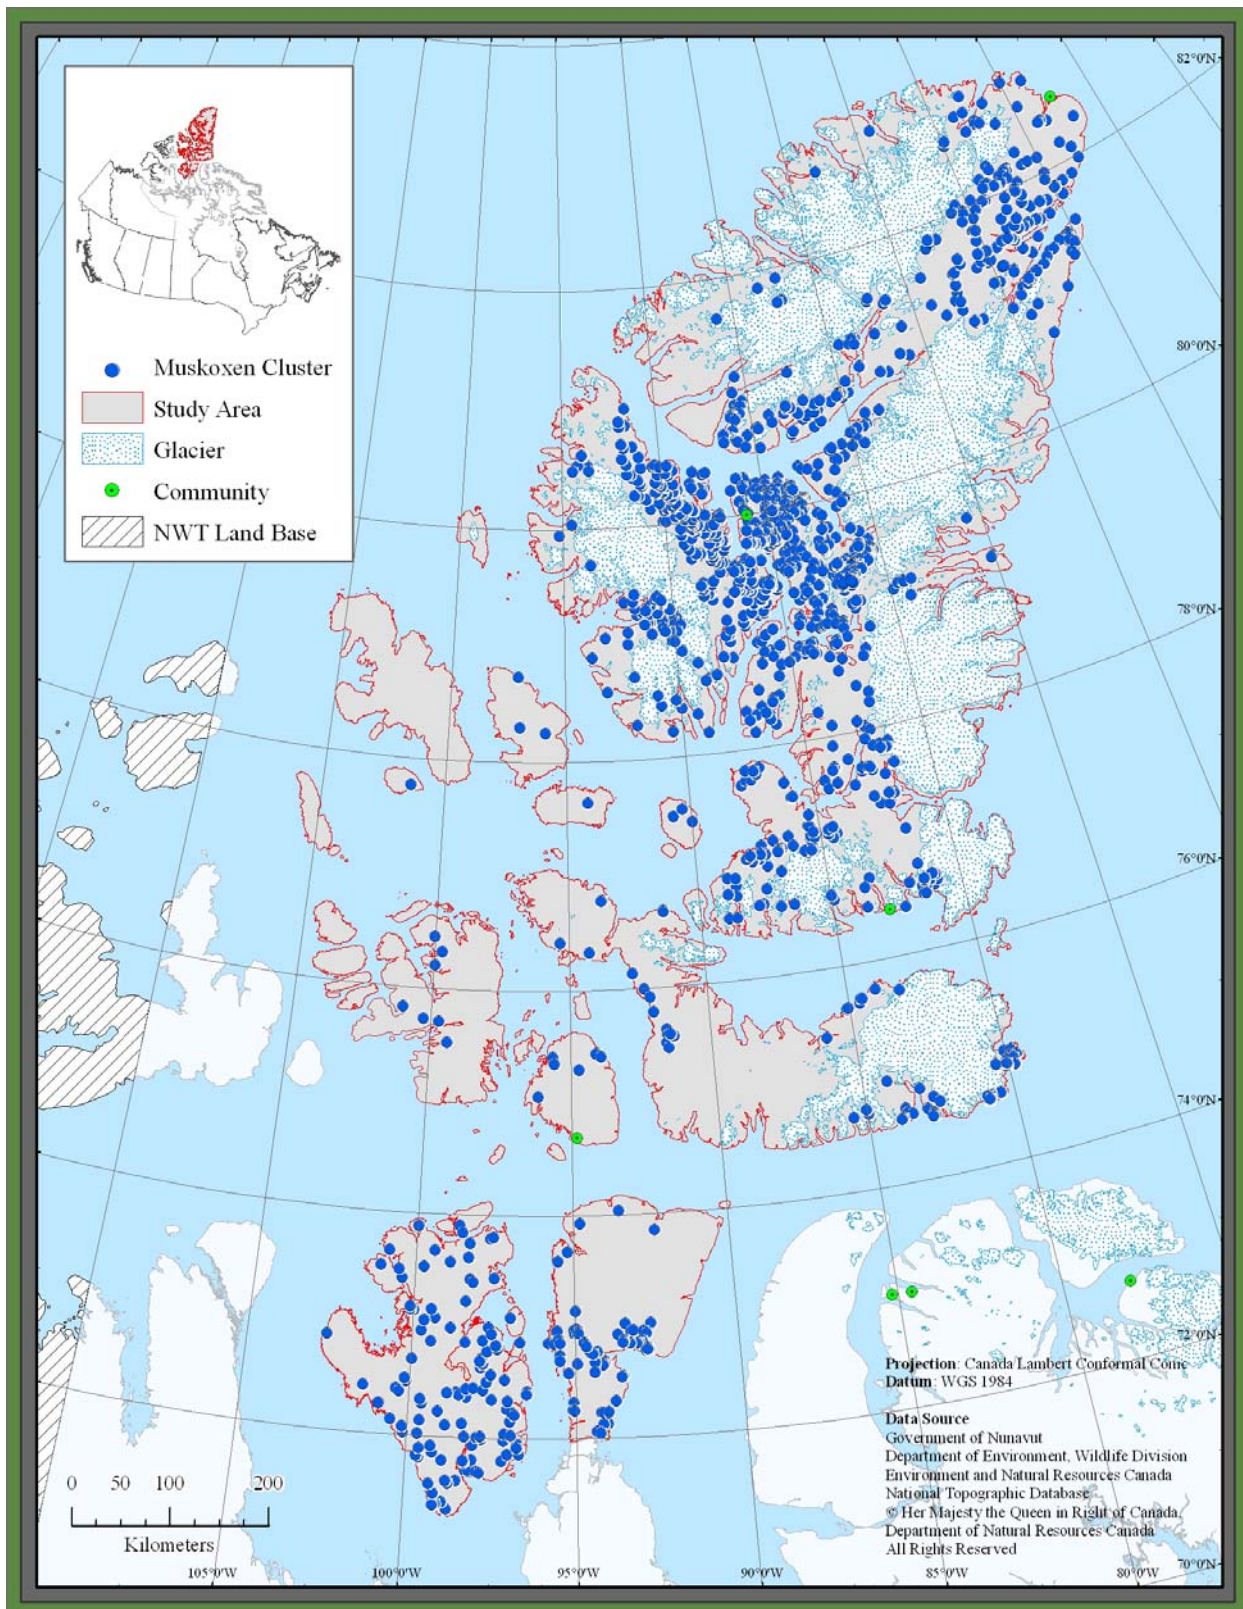 82°0'N
Muskoxen Cluster
Study Area
80°0'N
Glacier
Community
NWT Land Base
78°0'N
76°0'N
74°0'N
72°0'N
Projection: Canada Lambert Conformal Conic
Datum: WGS 1984
Data Source
Government of Nunavut
Department of Environment, Wildlife Division
Environment and Natural Resources Canada
National Topographic Database
© Her Majesty the Queen in Right of Canada,
Department of Natural Resources Canada
All Rights Reserved
0 50 100 200
Kilometers
70°0'N
105°0'W 100°0'W 95°0'W 90°0'W 85°0'W 80°0'W